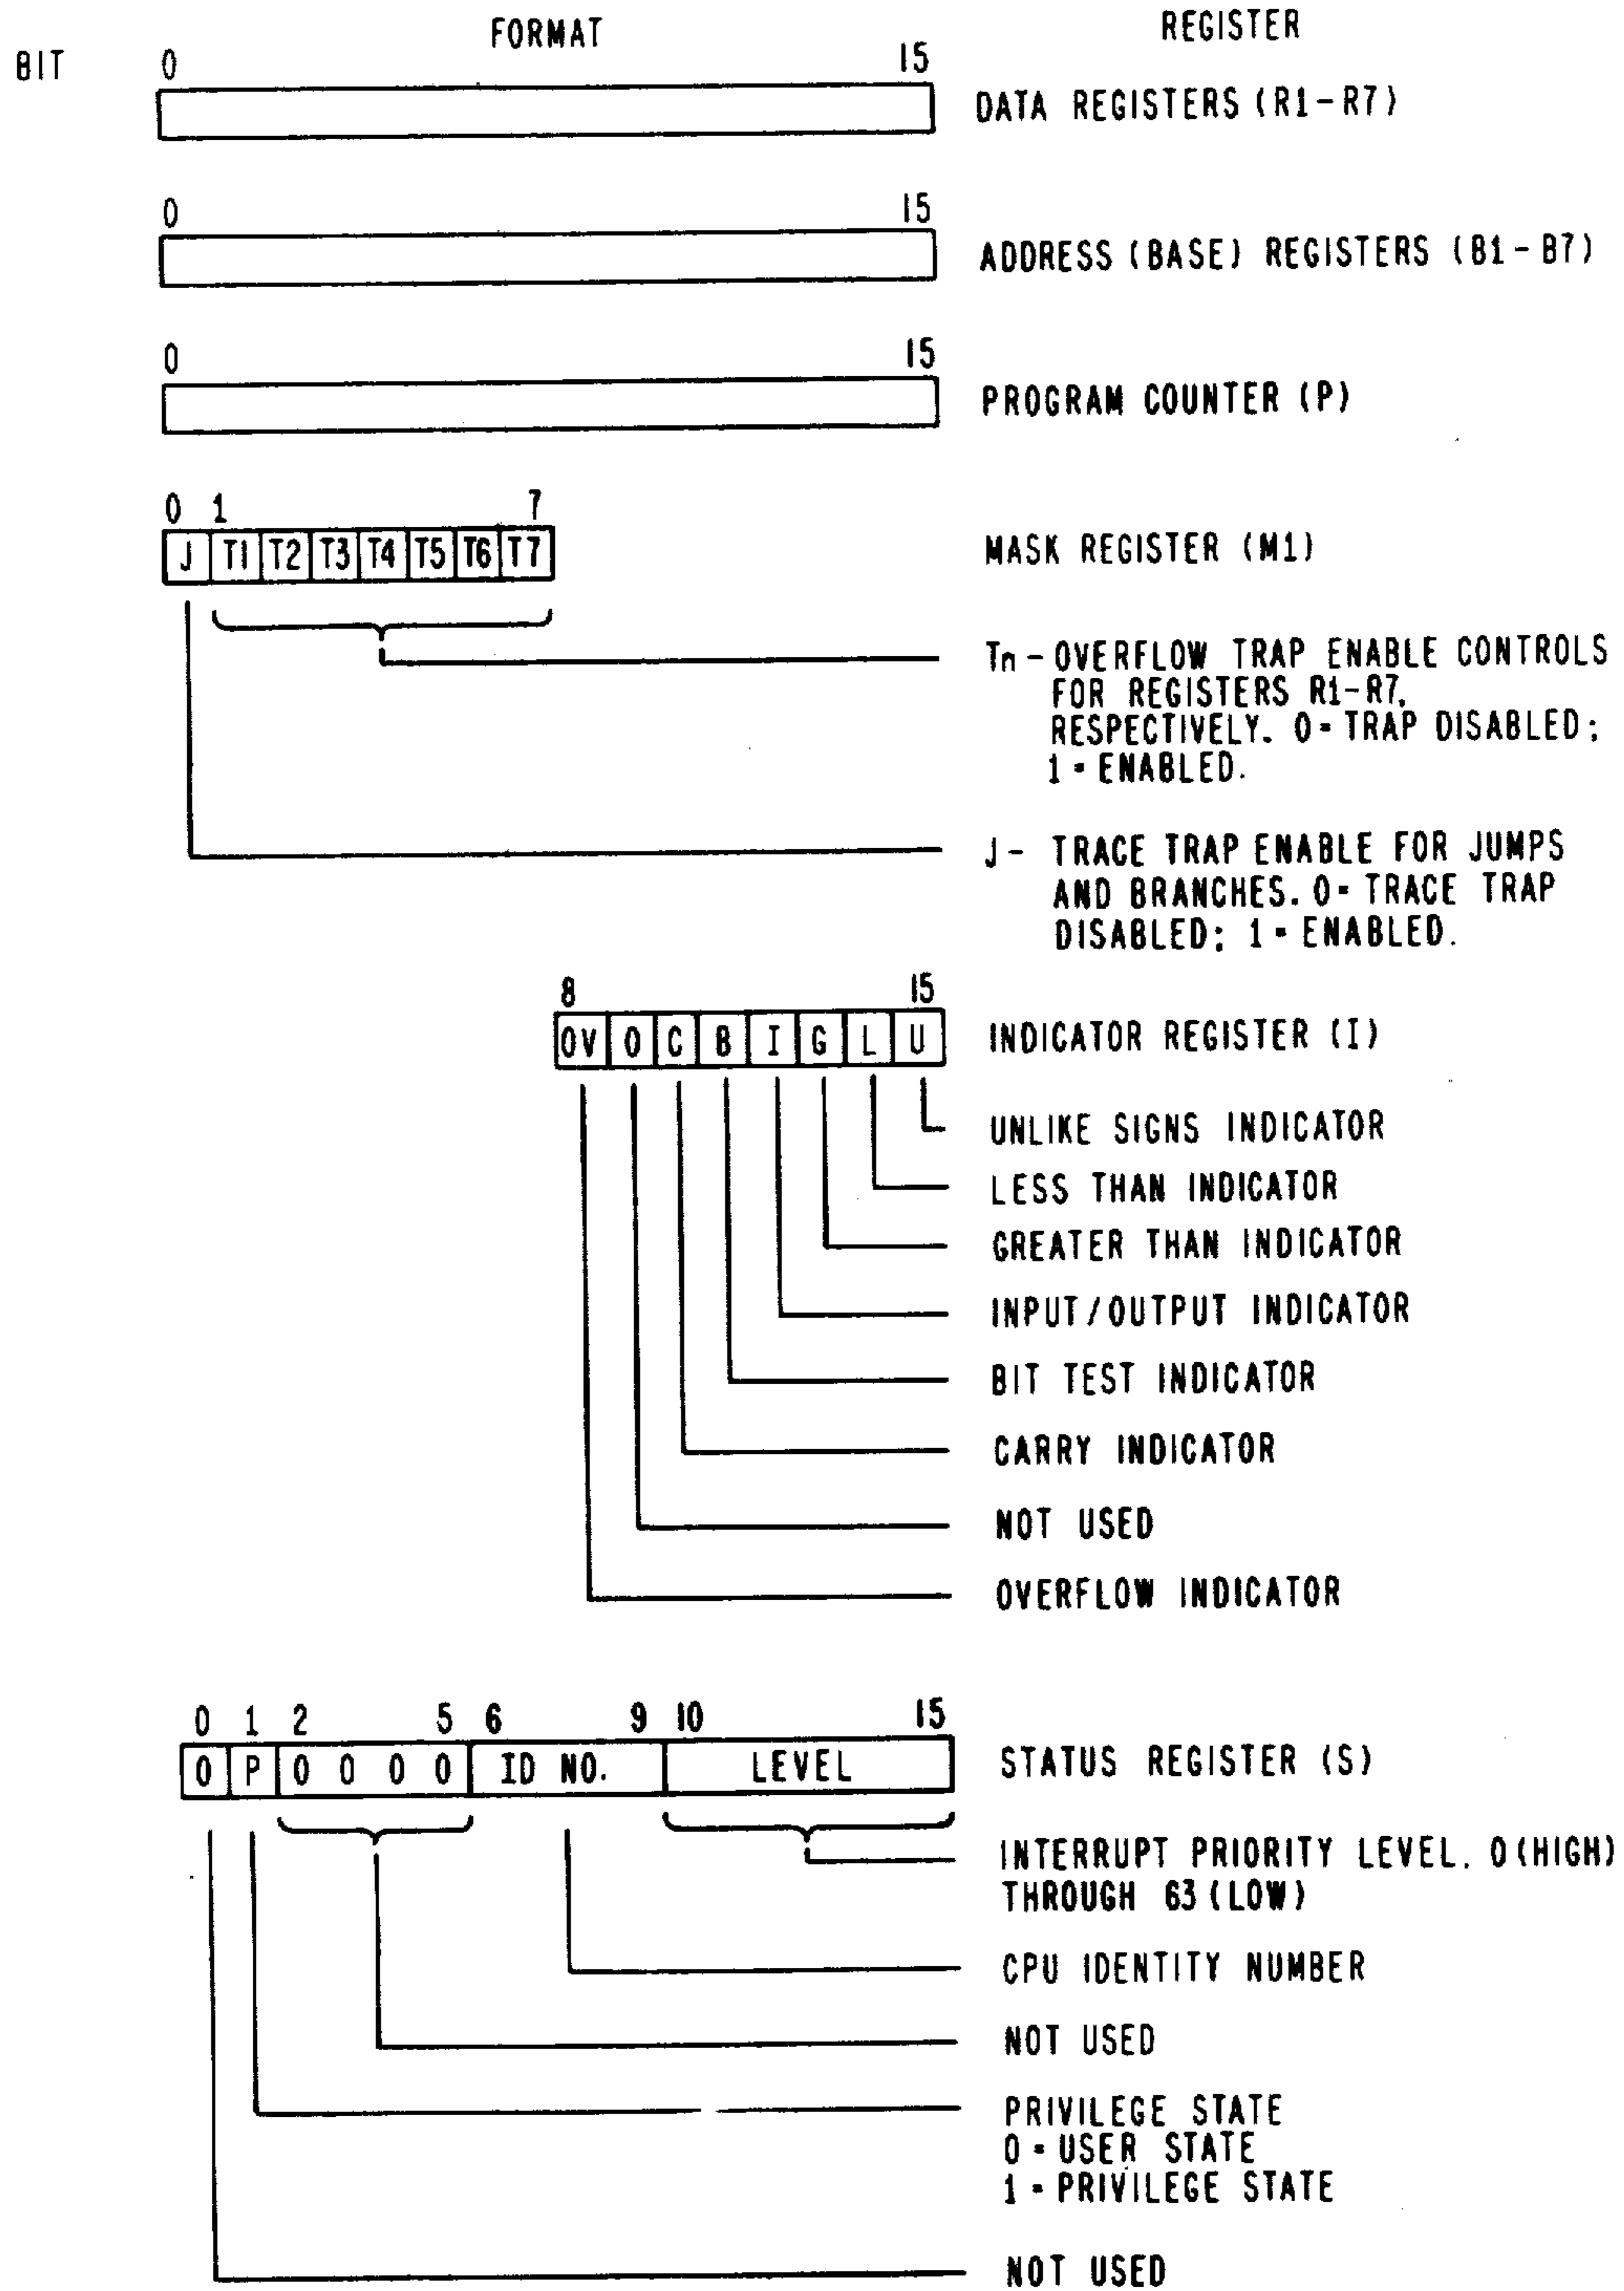 FORMAT REGISTER
BIT 0 15
DATA REGISTERS (R1-R7)
0 15
ADDRESS (BASE) REGISTERS (B1-B7)
0 15
PROGRAM COUNTER (P)
0 1 7
J T1 T2 T3 T4 T5 T6 T7 MASK REGISTER (M1)
Tn - OVERFLOW TRAP ENABLE CONTROLS
FOR REGISTERS R1-R7,
RESPECTIVELY. 0 = TRAP DISABLED;
1 = ENABLED.
J - TRACE TRAP ENABLE FOR JUMPS
AND BRANCHES. 0 = TRACE TRAP
DISABLED; 1 = ENABLED.
8 15
OV 0 C B I G L U INDICATOR REGISTER (I)
UNLIKE SIGNS INDICATOR
LESS THAN INDICATOR
GREATER THAN INDICATOR
INPUT/OUTPUT INDICATOR
BIT TEST INDICATOR
CARRY INDICATOR
NOT USED
OVERFLOW INDICATOR
0 1 2 5 6 9 10 15
0 P 0 0 0 0 ID NO. LEVEL STATUS REGISTER (S)
INTERRUPT PRIORITY LEVEL. 0 (HIGH)
THROUGH 63 (LOW)
CPU IDENTITY NUMBER
NOT USED
PRIVILEGE STATE
0 = USER STATE
1 = PRIVILEGE STATE
NOT USED